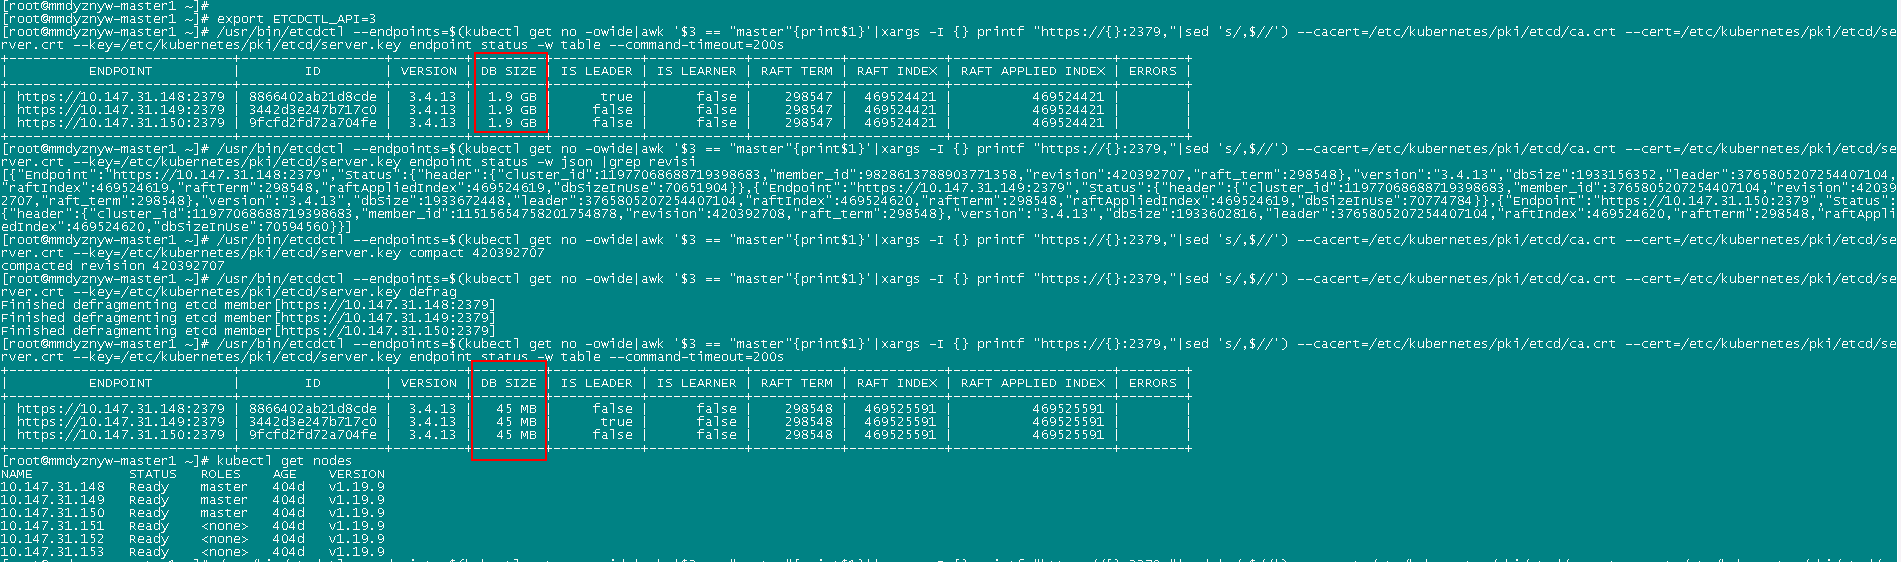 [root@mmdyznyw-master1 ~]#
[root@mmdyznyw-master1 ~]# export ETCDCTL_API=3
[root@mmdyznyw-master1 ~]# /usr/bin/etcdctl --endpoints=$(kubectl get no -owide|awk '$3 == "master"{print$1}'|xargs -I {} printf "https://{}:2379,"|sed 's/,$//') --cacert=/etc/kubernetes/pki/etcd/ca.crt --cert=/etc/kubernetes/pki/etcd/se
rver.crt --key=/etc/kubernetes/pki/etcd/server.key endpoint status -w table --command-timeout=200s
| ENDPOINT | ID | VERSION | DB SIZE | IS LEADER | IS LEARNER | RAFT TERM | RAFT INDEX | RAFT APPLIED INDEX | ERRORS |
| https://10.147.31.148:2379 | 8866402ab21d8cde | 3.4.13 | 1.9 GB | true | false | 298547 | 469524421 | 469524421 | |
| https://10.147.31.149:2379 | 3442d3e247b717c0 | 3.4.13 | 1.9 GB | false | false | 298547 | 469524421 | 469524421 | |
| https://10.147.31.150:2379 | 9fcfd2fd72a704fe | 3.4.13 | 1.9 GB | false | false | 298547 | 469524421 | 469524421 | |
[root@mmdyznyw-master1 ~]# /usr/bin/etcdctl --endpoints=$(kubectl get no -owide|awk '$3 == "master"{print$1}'|xargs -I {} printf "https://{}:2379,"|sed 's/,$//') --cacert=/etc/kubernetes/pki/etcd/ca.crt --cert=/etc/kubernetes/pki/etcd/se
rver.crt --key=/etc/kubernetes/pki/etcd/server.key endpoint status -w json |grep revisi
[{"Endpoint":"https://10.147.31.148:2379","Status":{"header":{"cluster_id":11977068688719398683,"member_id":9828613788903771358,"revision":420392707,"raft_term":298548},"version":"3.4.13","dbSize":1933156352,"leader":3765805207254407104,
"raftIndex":469524619,"raftTerm":298548,"raftAppliedIndex":469524619,"dbSizeInUse":70651904}},{"Endpoint":"https://10.147.31.149:2379","Status":{"header":{"cluster_id":11977068688719398683,"member_id":3765805207254407104,"revision":42039
2707,"raft_term":298548},"version":"3.4.13","dbSize":1933672448,"leader":3765805207254407104,"raftIndex":469524620,"raftTerm":298548,"raftAppliedIndex":469524619,"dbSizeInUse":70774784}},{"Endpoint":"https://10.147.31.150:2379","Status":
{"header":{"cluster_id":11977068688719398683,"member_id":11515654758201754878,"revision":420392708,"raft_term":298548},"version":"3.4.13","dbSize":1933602816,"leader":3765805207254407104,"raftIndex":469524620,"raftTerm":298548,"raftAppli
edIndex":469524620,"dbSizeInUse":70594560}}]
[root@mmdyznyw-master1 ~]# /usr/bin/etcdctl --endpoints=$(kubectl get no -owide|awk '$3 == "master"{print$1}'|xargs -I {} printf "https://{}:2379,"|sed 's/,$//') --cacert=/etc/kubernetes/pki/etcd/ca.crt --cert=/etc/kubernetes/pki/etcd/se
rver.crt --key=/etc/kubernetes/pki/etcd/server.key compact 420392707
compacted revision 420392707
[root@mmdyznyw-master1 ~]# /usr/bin/etcdctl --endpoints=$(kubectl get no -owide|awk '$3 == "master"{print$1}'|xargs -I {} printf "https://{}:2379,"|sed 's/,$//') --cacert=/etc/kubernetes/pki/etcd/ca.crt --cert=/etc/kubernetes/pki/etcd/se
rver.crt --key=/etc/kubernetes/pki/etcd/server.key defrag
Finished defragmenting etcd member[https://10.147.31.148:2379]
Finished defragmenting etcd member[https://10.147.31.149:2379]
Finished defragmenting etcd member[https://10.147.31.150:2379]
[root@mmdyznyw-master1 ~]# /usr/bin/etcdctl --endpoints=$(kubectl get no -owide|awk '$3 == "master"{print$1}'|xargs -I {} printf "https://{}:2379,"|sed 's/,$//') --cacert=/etc/kubernetes/pki/etcd/ca.crt --cert=/etc/kubernetes/pki/etcd/se
rver.crt --key=/etc/kubernetes/pki/etcd/server.key endpoint status -w table --command-timeout=200s
| ENDPOINT | ID | VERSION | DB SIZE | IS LEADER | IS LEARNER | RAFT TERM | RAFT INDEX | RAFT APPLIED INDEX | ERRORS |
| https://10.147.31.148:2379 | 8866402ab21d8cde | 3.4.13 | 45 MB | false | false | 298548 | 469525591 | 469525591 | |
| https://10.147.31.149:2379 | 3442d3e247b717c0 | 3.4.13 | 45 MB | true | false | 298548 | 469525591 | 469525591 | |
| https://10.147.31.150:2379 | 9fcfd2fd72a704fe | 3.4.13 | 45 MB | false | false | 298548 | 469525591 | 469525591 | |
[root@mmdyznyw-master1 ~]# kubectl get nodes
NAME STATUS ROLES AGE VERSION
10.147.31.148 Ready master 404d v1.19.9
10.147.31.149 Ready master 404d v1.19.9
10.147.31.150 Ready master 404d v1.19.9
10.147.31.151 Ready <none> 404d v1.19.9
10.147.31.152 Ready <none> 404d v1.19.9
10.147.31.153 Ready <none> 404d v1.19.9